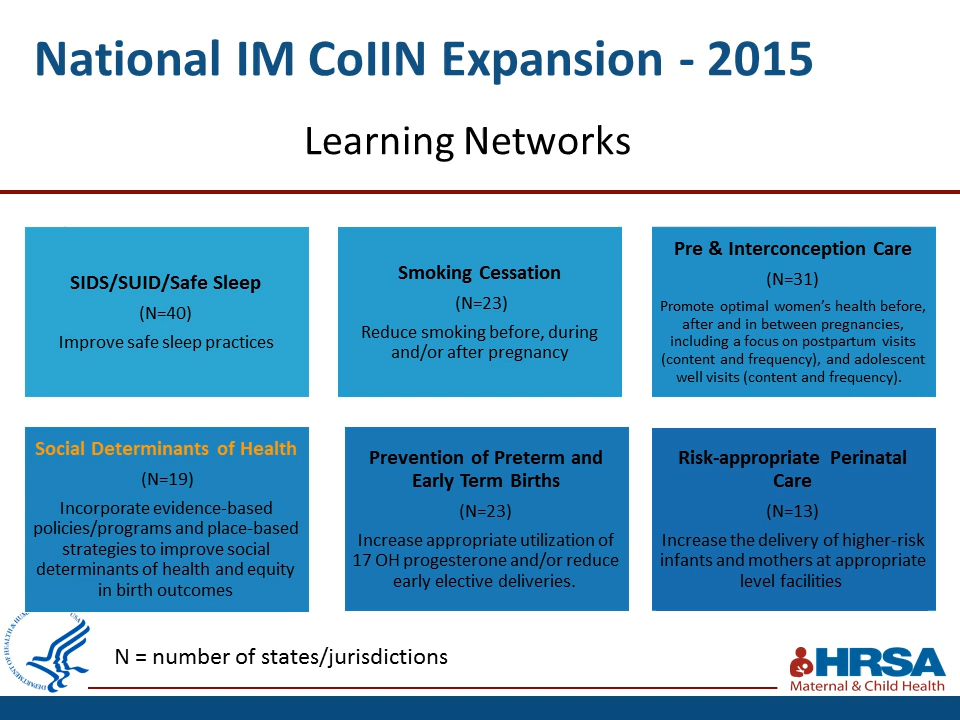 National IM CoIIN Expansion - 2015
Learning Networks
SIDS/SUID/Safe Sleep
(N=40)
Improve safe sleep practices
Smoking Cessation
(N=23)
Reduce smoking before, during
and/or after pregnancy
Pre & Interconception Care
(N=31)
Promote optimal women's health before,
after and in between pregnancies,
including a focus on postpartum visits
(content and frequency), and adolescent
well visits (content and frequency).
Social Determinants of Health
(N=19)
Incorporate evidence-based
policies/programs and place-based
strategies to improve social
determinants of health and equity
in birth outcomes
Prevention of Preterm and
Early Term Births
(N=23)
Increase appropriate utilization of
17 OH progesterone and/or reduce
early elective deliveries.
Risk-appropriate Perinatal
Care
(N=13)
Increase the delivery of higher-risk
infants and mothers at appropriate
level facilities
N = number of states/jurisdictions
HRSA
Maternal & Child Health